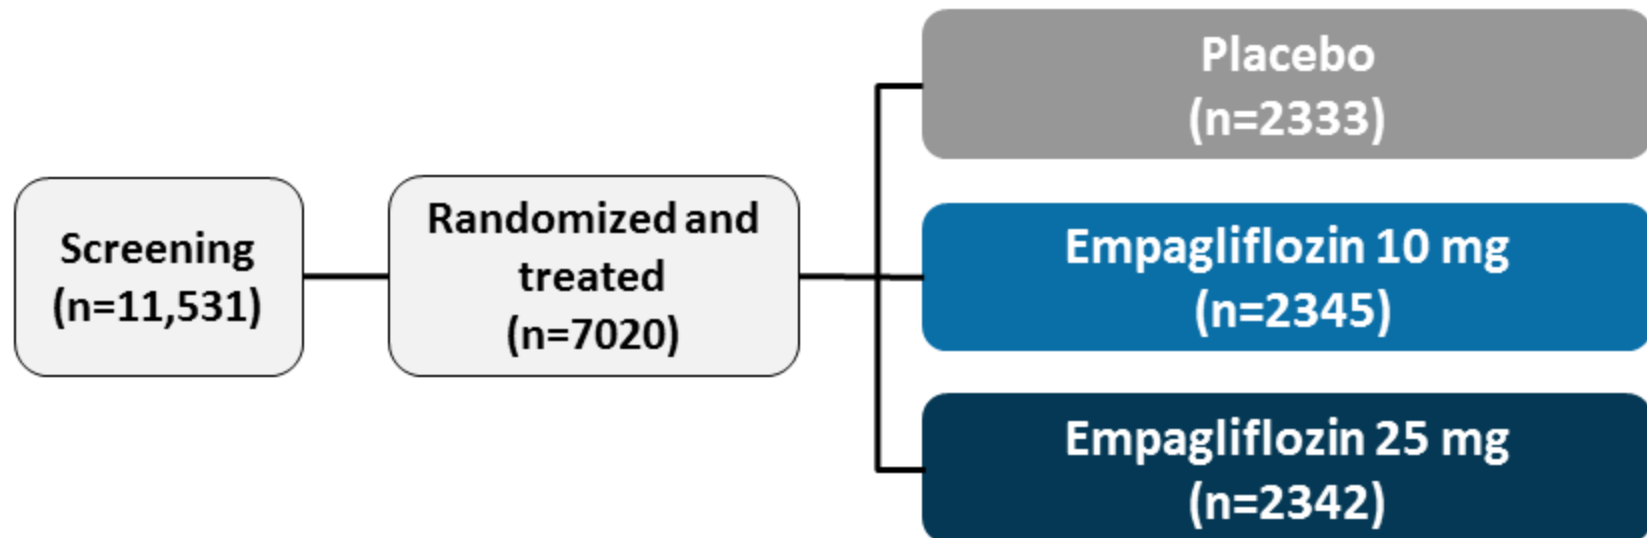 Screening
(n=11,531)
Randomized and
treated
(n=7020)
Placebo
(n=2333)
Empagliflozin 10 mg
(n=2345)
Empagliflozin 25 mg
(n=2342)